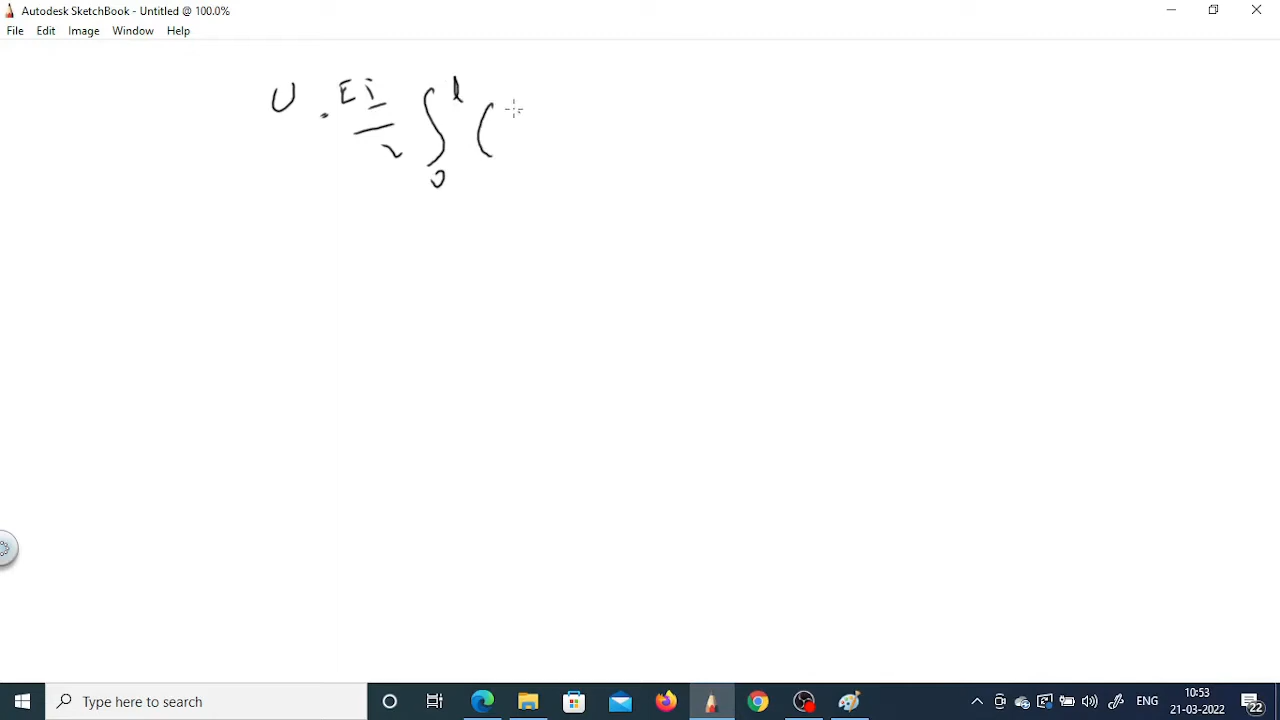 Autodesk SketchBook - Untitled @ 100.0%
File Edit Image Window Help
U . EI/2 ∫₀ˡ (
Type here to search
ENG
10:53
21-03-2022
22